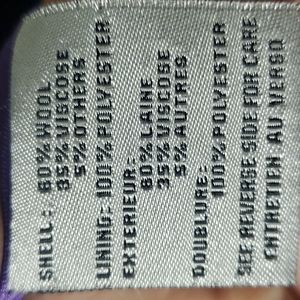 SHELL: 60% WOOL
35% VISCOSE
5% OTHERS
LINING: 100% POLYESTER
EXTERIEUR:
60% LAINE
35% VISCOSE
5% AUTRES
DOUBLURE:
100% POLYESTER
SEE REVERSE SIDE FOR CARE
ENTRETIEN AU VERSO